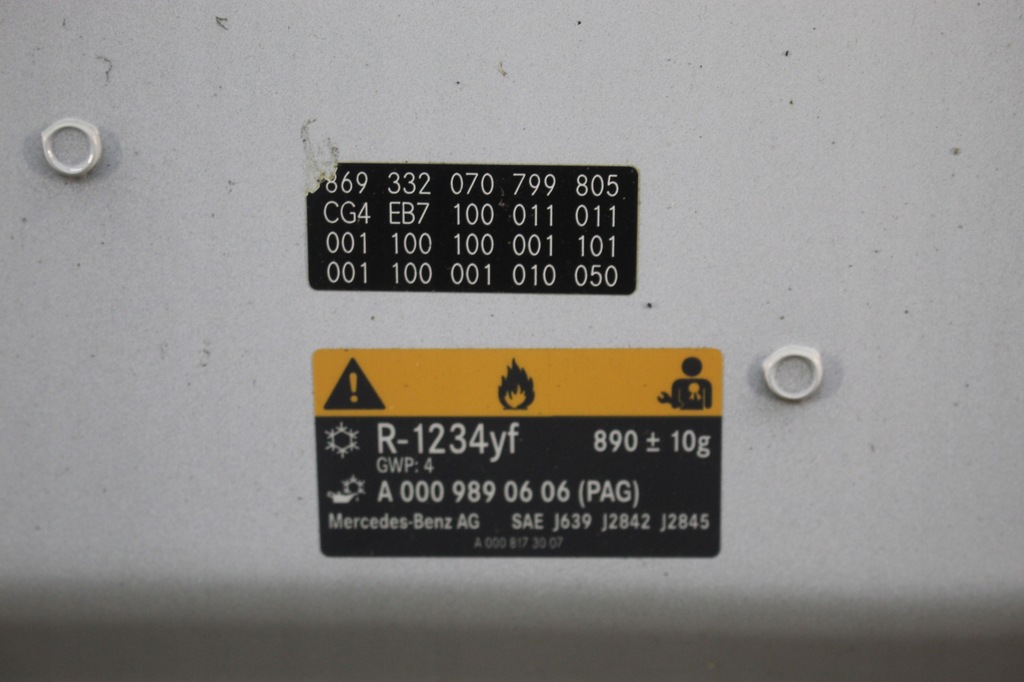 869 332 070 799 805
CG4 EB7 100 011 011
001 100 100 001 101
001 100 001 010 050
R-1234yf 890 ± 10g
GWP: 4
A 000 989 06 06 (PAG)
Mercedes-Benz AG SAE J639 J2842 J2845
A 000 817 30 07